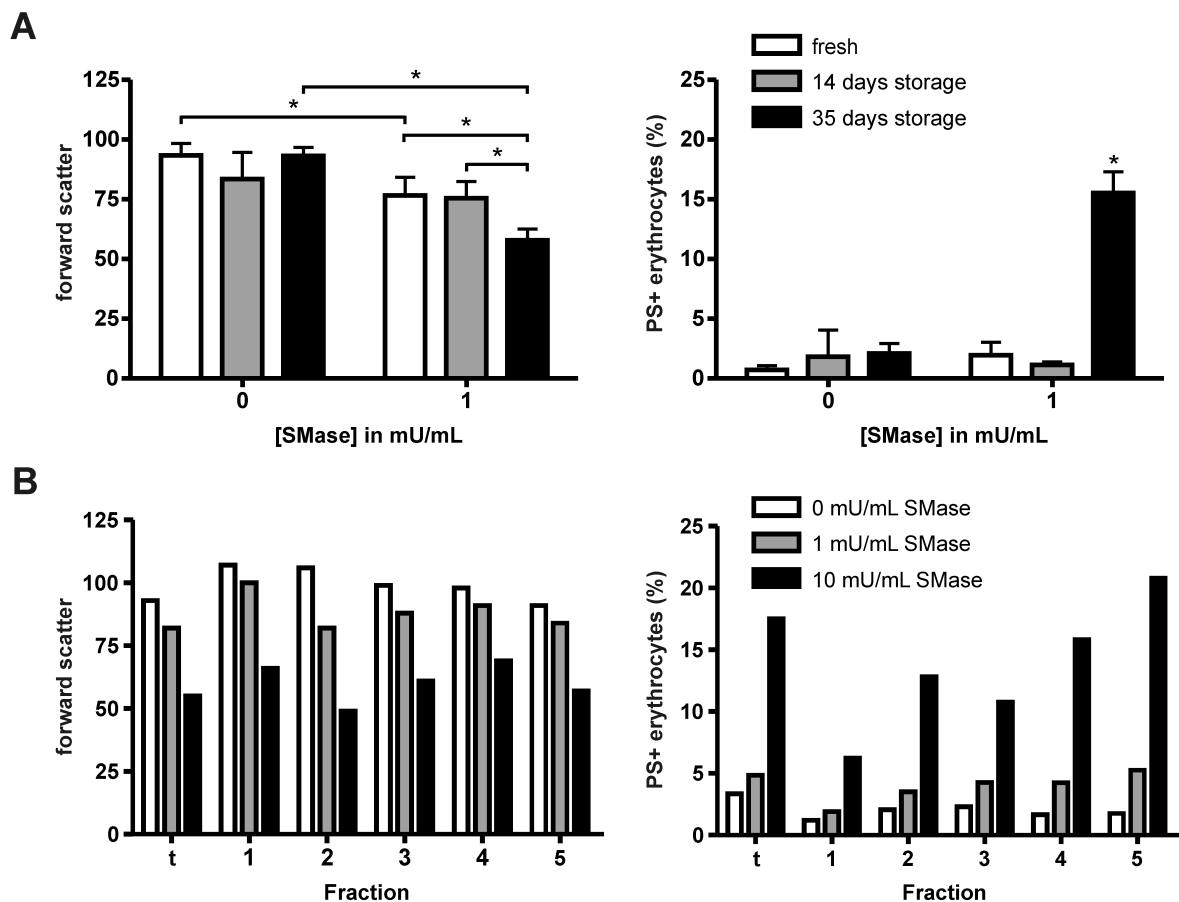 A
fresh
14 days storage
35 days storage
forward scatter
125
100
75
50
25
0
*
*
*
*
0
1
[SMase] in mU/mL
PS+ erythrocytes (%)
25
20
15
10
5
0
*
0
1
[SMase] in mU/mL
B
0 mU/mL SMase
1 mU/mL SMase
10 mU/mL SMase
forward scatter
125
100
75
50
25
0
t 1 2 3 4 5
Fraction
PS+ erythrocytes (%)
25
20
15
10
5
0
t 1 2 3 4 5
Fraction